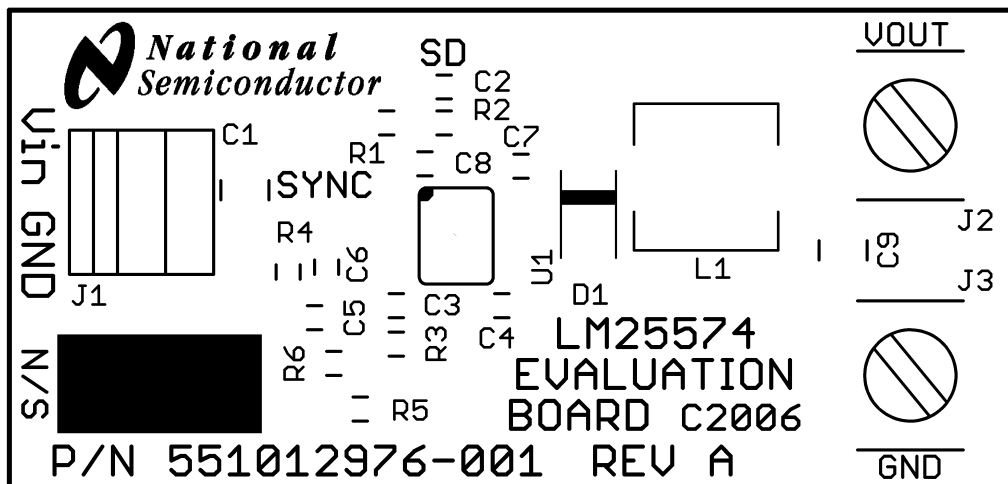 National
Semiconductor
SD
VOUT
C2
R2
C1
C7
R1
C8
Vin GND
SYNC
J2
R4
C9
C6
U1
L1
J3
J1
D1
C3
C5
C4
R3
LM25574
R6
EVALUATION
N/S
R5
BOARD C2006
P/N 551012976-001 REV A
GND